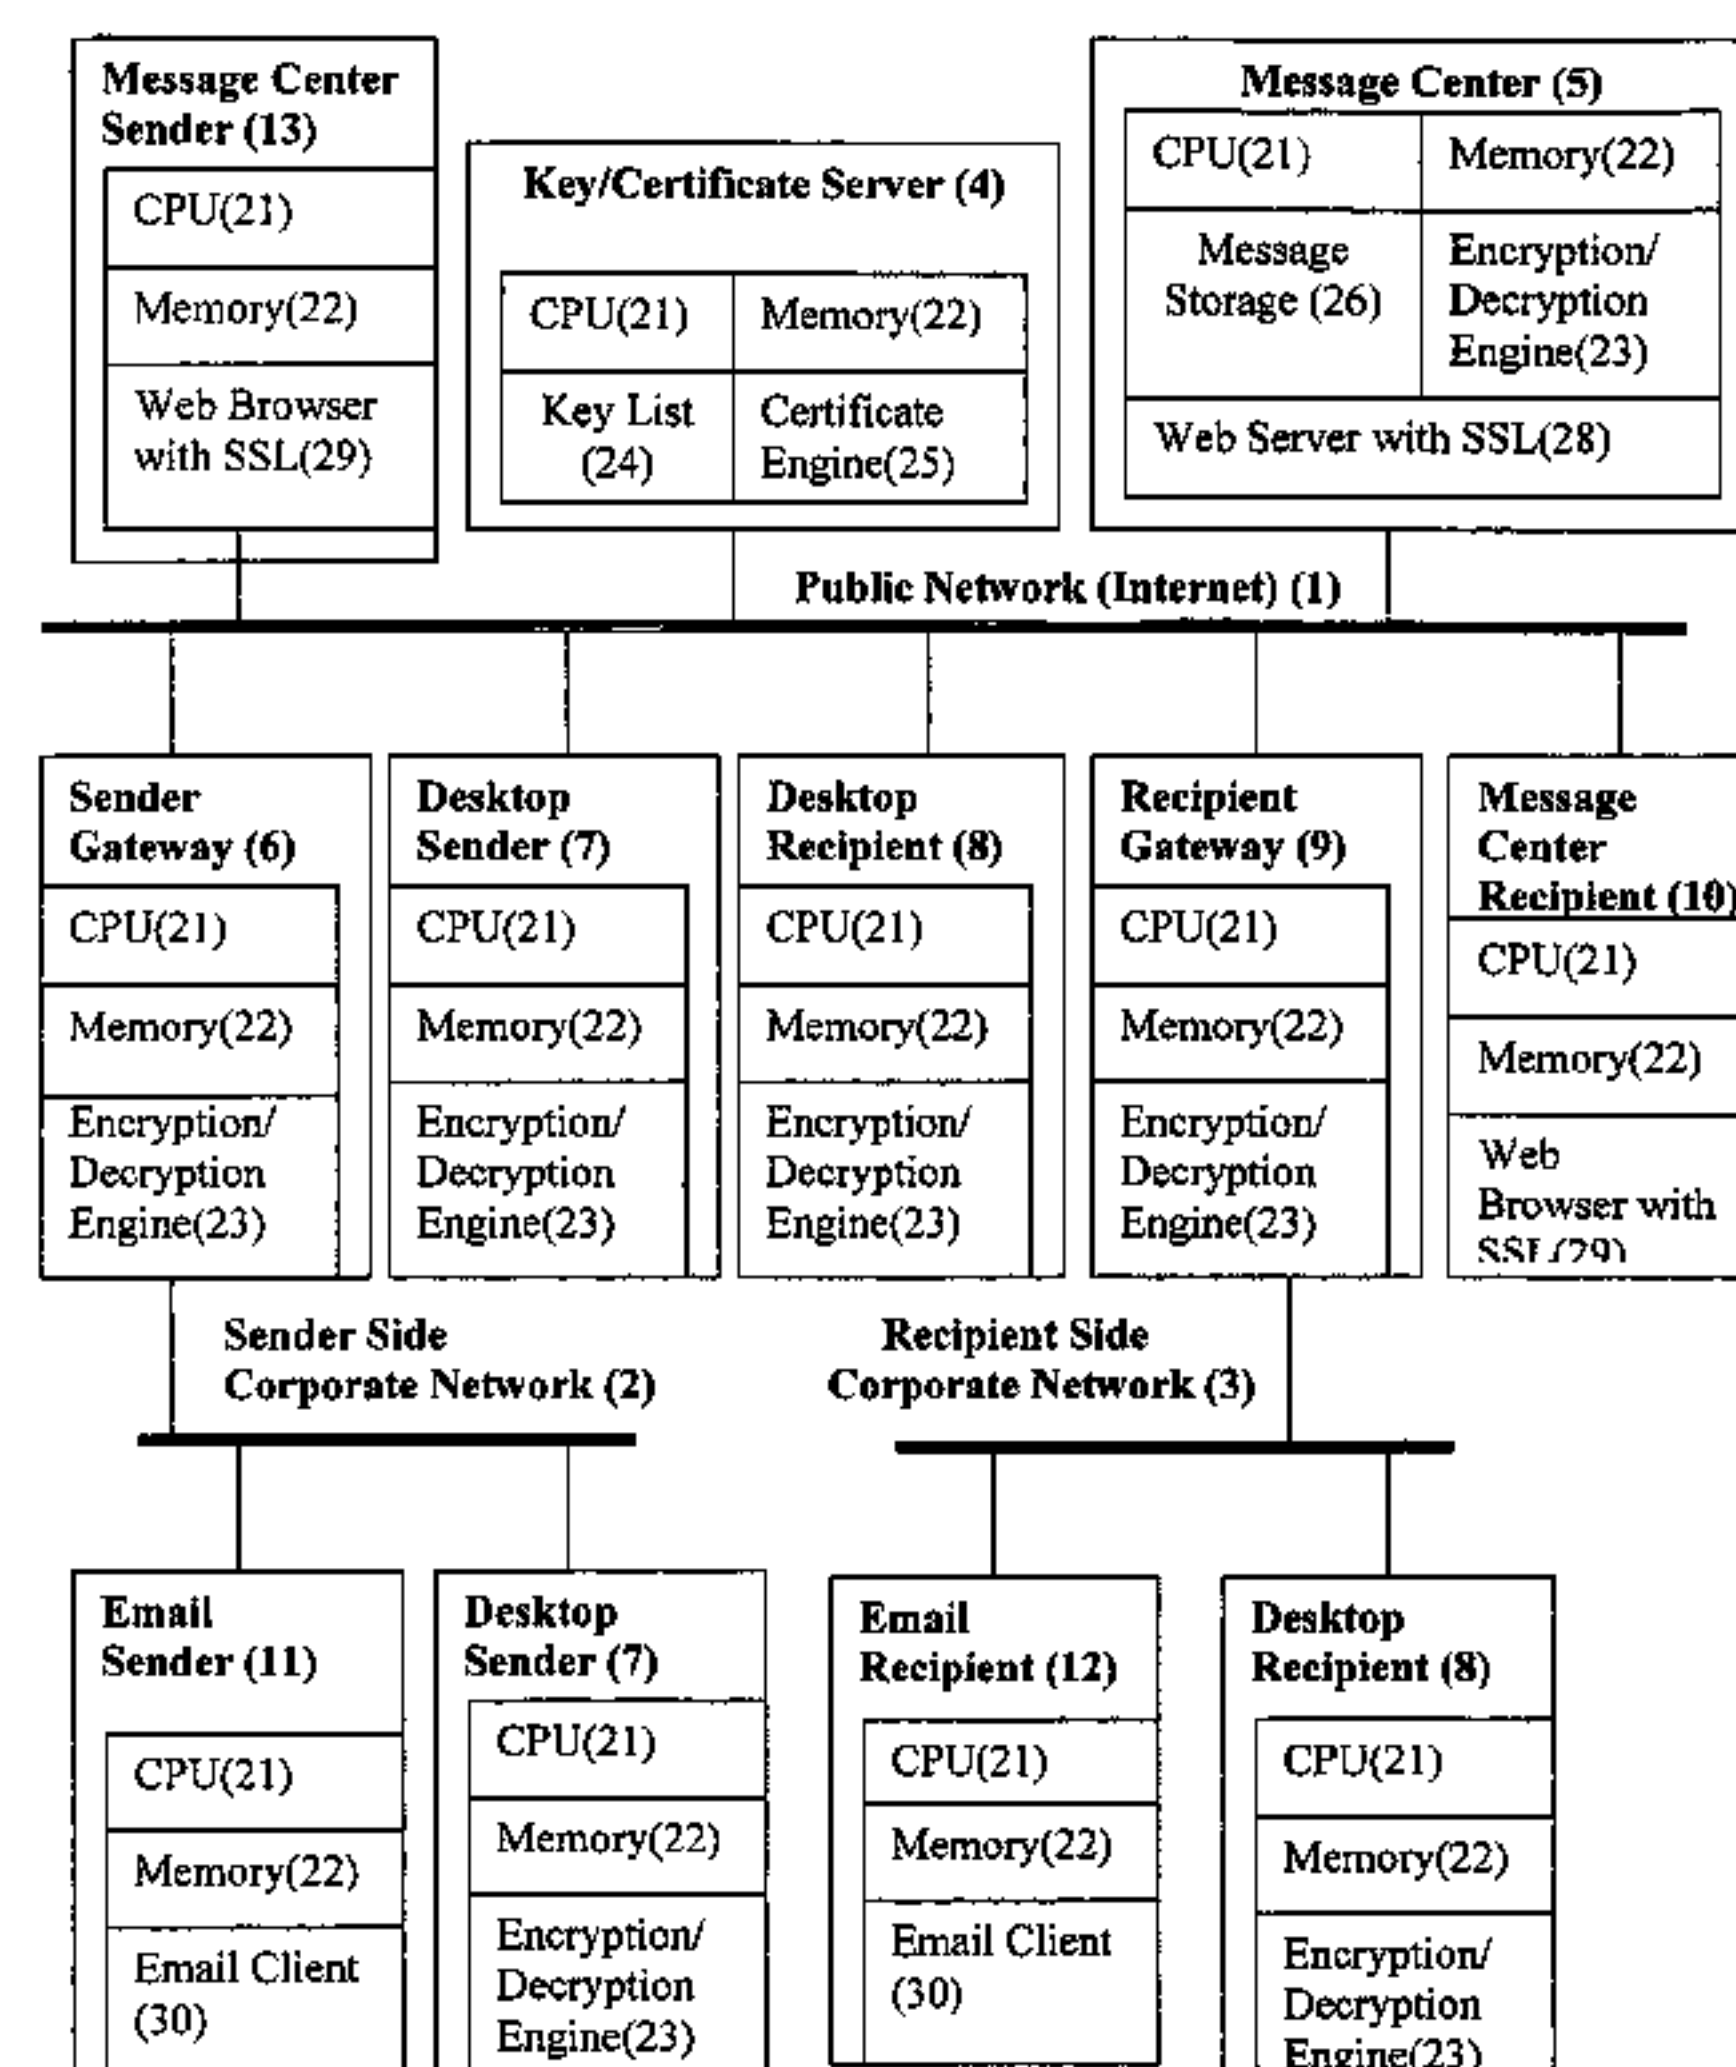 Message Center
Sender (13)
CPU(21)
Memory(22)
Web Browser
with SSL(29)
Key/Certificate Server (4)
CPU(21)
Memory(22)
Key List
(24)
Certificate
Engine(25)
Message Center (5)
CPU(21)
Memory(22)
Message
Storage (26)
Encryption/
Decryption
Engine(23)
Web Server with SSL(28)
Public Network (Internet) (1)
Sender
Gateway (6)
CPU(21)
Memory(22)
Encryption/
Decryption
Engine(23)
Desktop
Sender (7)
CPU(21)
Memory(22)
Encryption/
Decryption
Engine(23)
Desktop
Recipient (8)
CPU(21)
Memory(22)
Encryption/
Decryption
Engine(23)
Recipient
Gateway (9)
CPU(21)
Memory(22)
Encryption/
Decryption
Engine(23)
Message
Center
Recipient (10)
CPU(21)
Memory(22)
Web
Browser with
SSL(29)
Sender Side
Corporate Network (2)
Recipient Side
Corporate Network (3)
Email
Sender (11)
CPU(21)
Memory(22)
Email Client
(30)
Desktop
Sender (7)
CPU(21)
Memory(22)
Encryption/
Decryption
Engine(23)
Email
Recipient (12)
CPU(21)
Memory(22)
Email Client
(30)
Desktop
Recipient (8)
CPU(21)
Memory(22)
Encryption/
Decryption
Engine(23)